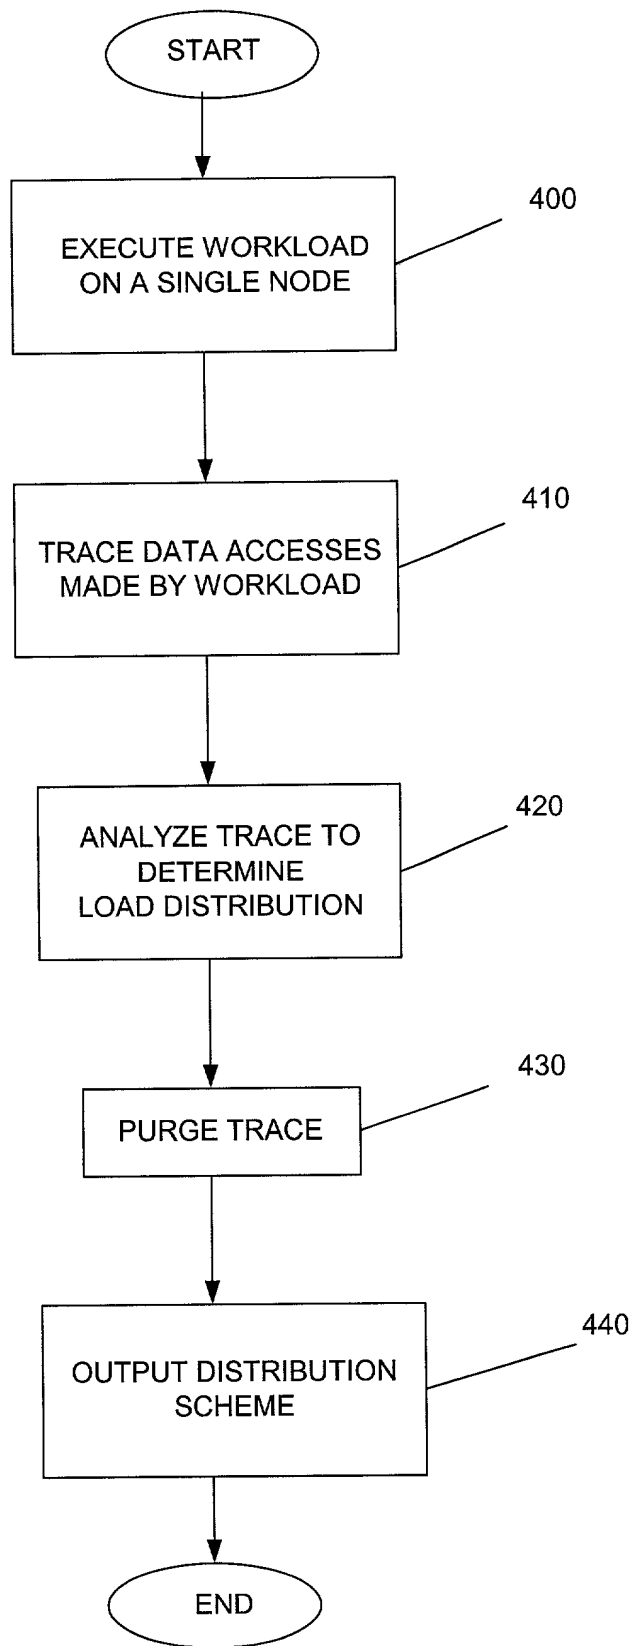 START
400
EXECUTE WORKLOAD
ON A SINGLE NODE
410
TRACE DATA ACCESSES
MADE BY WORKLOAD
420
ANALYZE TRACE TO
DETERMINE
LOAD DISTRIBUTION
430
PURGE TRACE
440
OUTPUT DISTRIBUTION
SCHEME
END